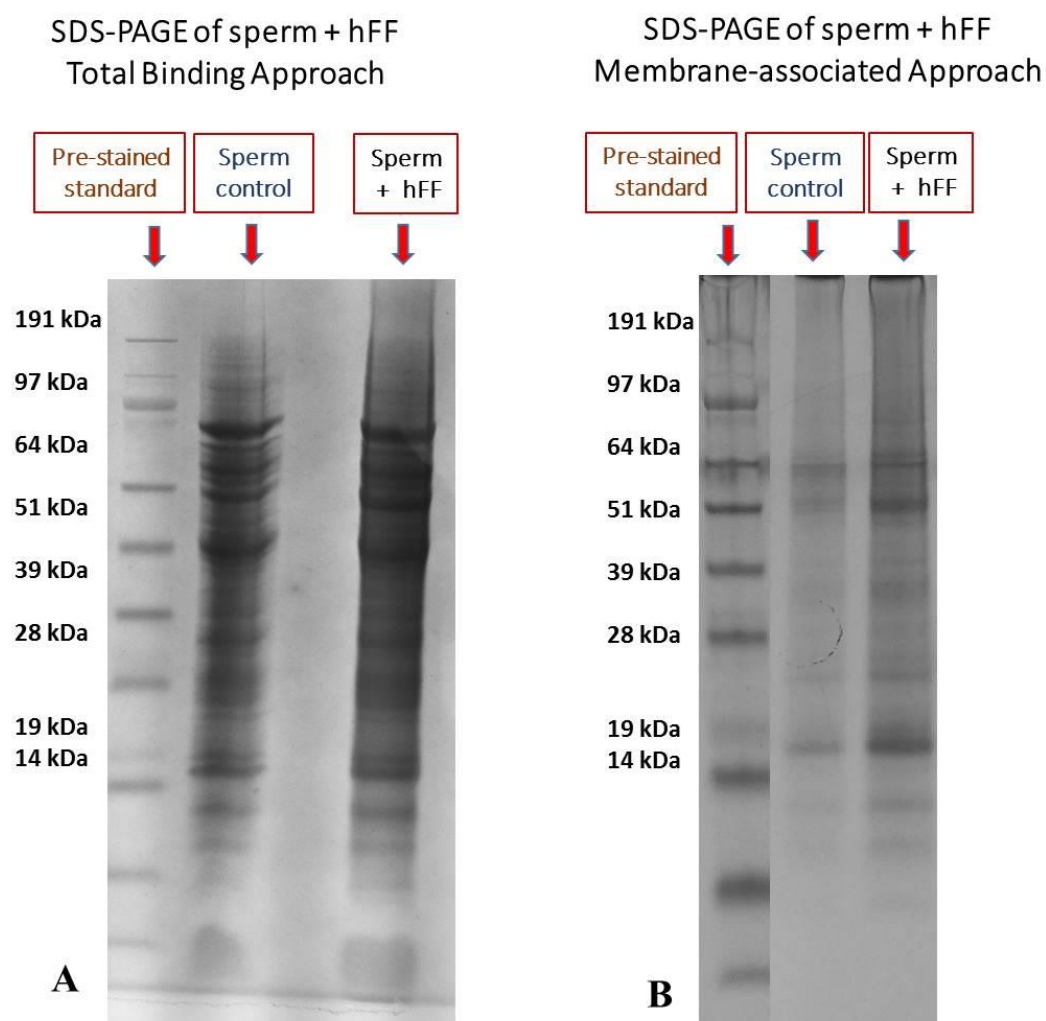 SDS-PAGE of sperm + hFF
Total Binding Approach
Pre-stained
standard
Sperm
control
Sperm
+ hFF
191 kDa
97 kDa
64 kDa
51 kDa
39 kDa
28 kDa
19 kDa
14 kDa
A
SDS-PAGE of sperm + hFF
Membrane-associated Approach
Pre-stained
standard
Sperm
control
Sperm
+ hFF
191 kDa
97 kDa
64 kDa
51 kDa
39 kDa
28 kDa
19 kDa
14 kDa
B